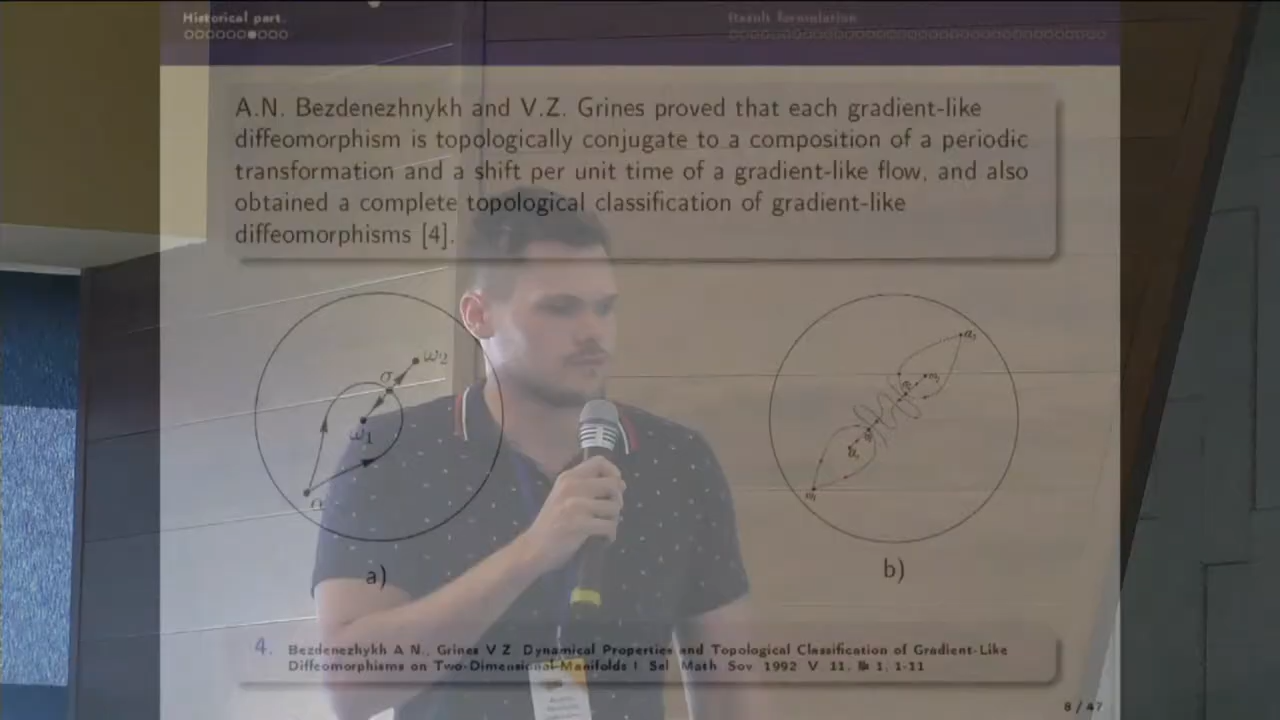 Historical part.
Result formulation
A.N. Bezdenezhnykh and V.Z. Grines proved that each gradient-like
diffeomorphism is topologically conjugate to a composition of a periodic
transformation and a shift per unit time of a gradient-like flow, and also
obtained a complete topological classification of gradient-like
diffeomorphisms [4].
ω2
σ
ω1
α
a)
b)
4. Bezdenezhykh A N., Grines V Z Dynamical Properties and Topological Classification of Gradient-Like
Diffeomorphisms on Two-Dimensional Manifolds I Sel Math Sov 1992 V. 11. № 1, 1-11
8 / 47